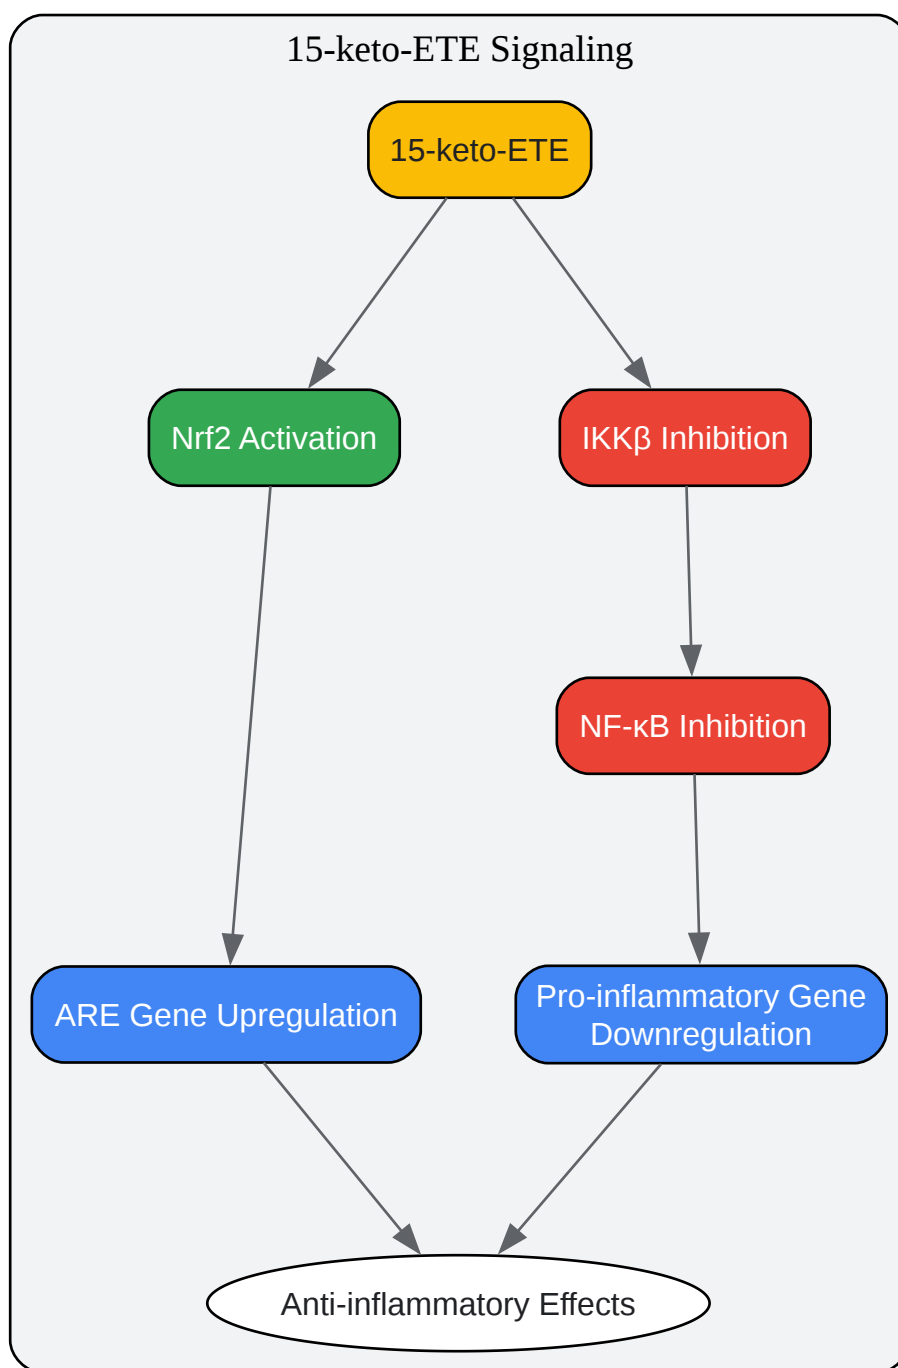 15-keto-ETE Signaling
15-keto-ETE
Nrf2 Activation
IKKβ Inhibition
NF-κB Inhibition
ARE Gene Upregulation
Pro-inflammatory Gene
Downregulation
Anti-inflammatory Effects